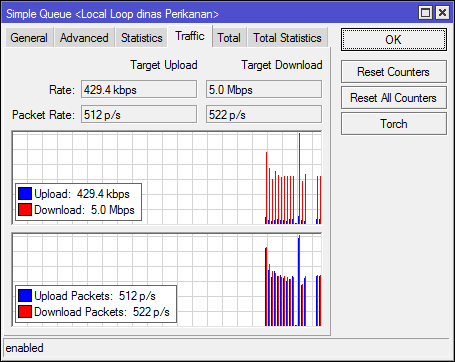 Simple Queue <Local Loop dinas Perikanan>
General Advanced Statistics Traffic Total Total Statistics
OK
Target Upload Target Download
Reset Counters
Rate: 429.4 kbps 5.0 Mbps
Reset All Counters
Packet Rate: 512 p/s 522 p/s
Torch
Upload: 429.4 kbps
Download: 5.0 Mbps
Upload Packets: 512 p/s
Download Packets: 522 p/s
enabled